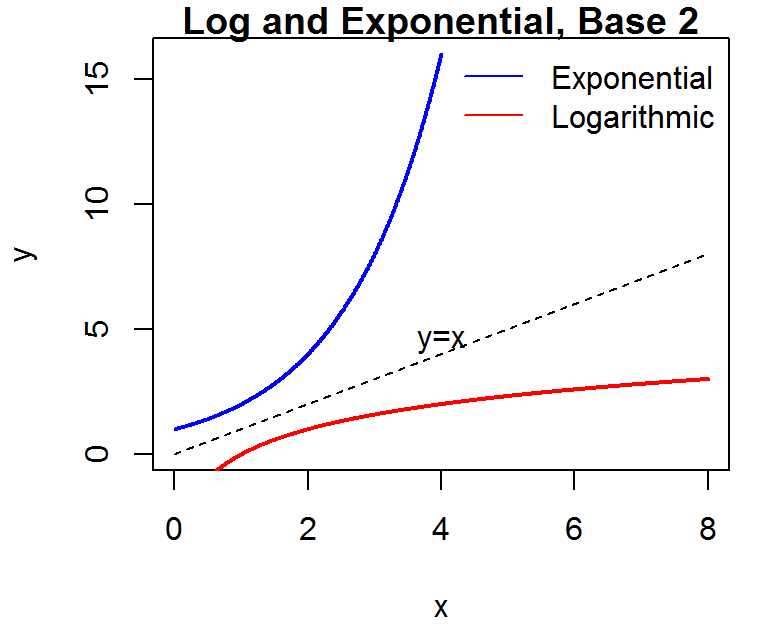 Log and Exponential, Base 2
Exponential
Logarithmic
15
10
5
0
y
y=x
0 2 4 6 8
x